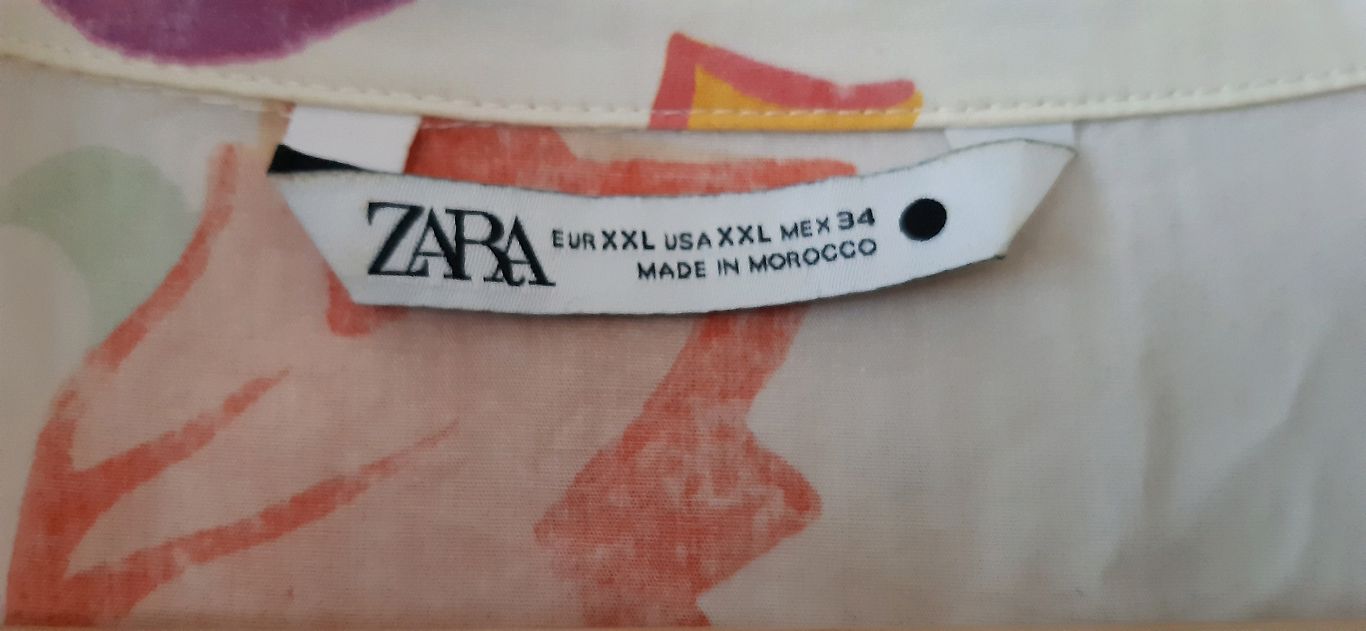 ZARA
EUR XXL USA XXL MEX 34
MADE IN MOROCCO